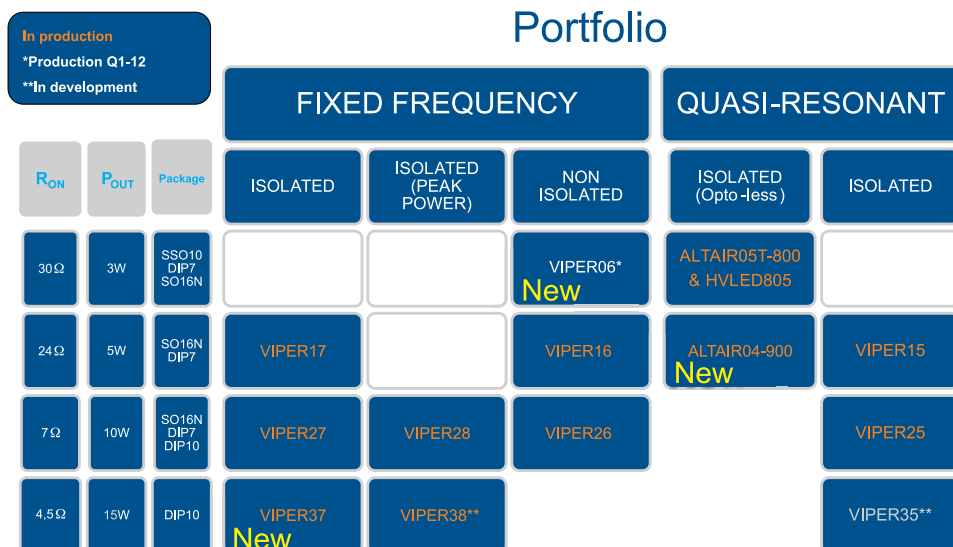 Portfolio
In production
*Production Q1-12
**In development
FIXED FREQUENCY
QUASI-RESONANT
RON
POUT
Package
ISOLATED
ISOLATED
(PEAK
POWER)
NON
ISOLATED
ISOLATED
(Opto-less)
ISOLATED
30Ω
3W
SSO10
DIP7
SO16N
VIPER06*
New
ALTAIR05T-800
& HVLED805
24Ω
5W
SO16N
DIP7
VIPER17
VIPER16
ALTAIR04-900
New
VIPER15
7Ω
10W
SO16N
DIP7
DIP10
VIPER27
VIPER28
VIPER26
VIPER25
4,5Ω
15W
DIP10
VIPER37
New
VIPER38**
VIPER35**